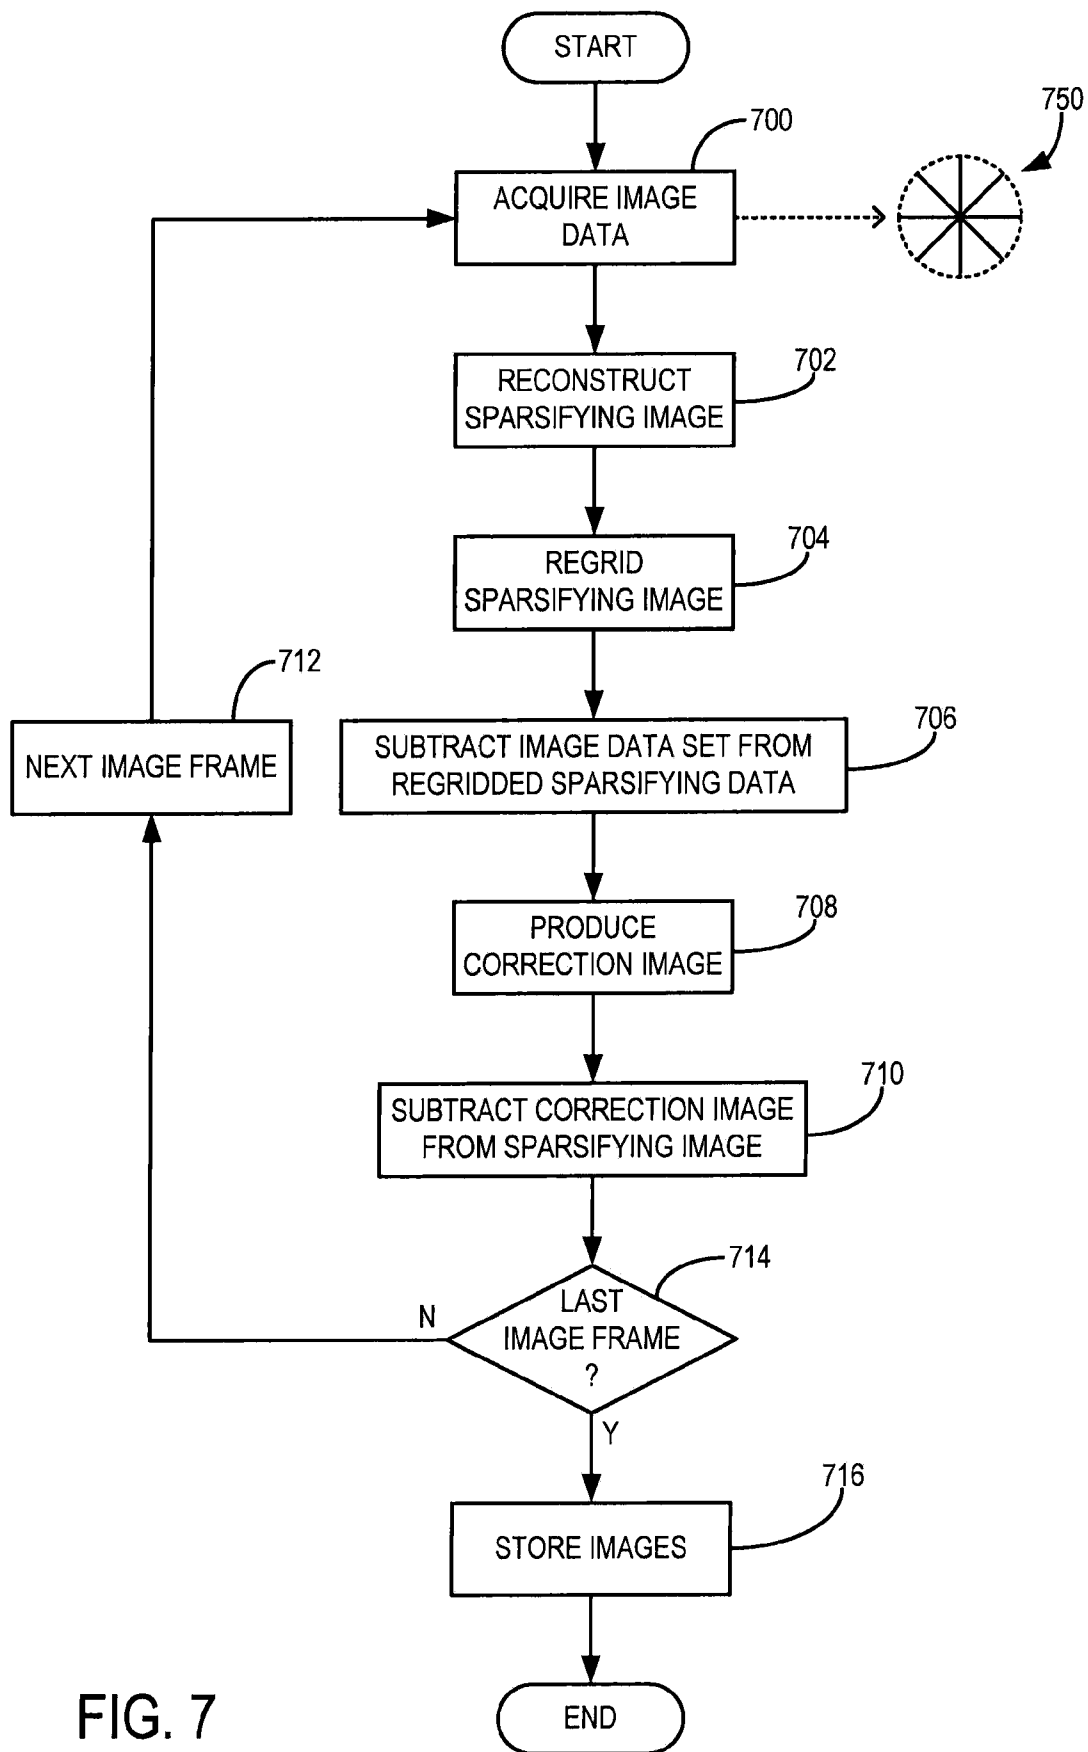 START
700
750
ACQUIRE IMAGE
DATA
702
RECONSTRUCT
SPARSIFYING IMAGE
704
REGRID
SPARSIFYING IMAGE
712
NEXT IMAGE FRAME
706
SUBTRACT IMAGE DATA SET FROM
REGRIDDED SPARSIFYING DATA
708
PRODUCE
CORRECTION IMAGE
710
SUBTRACT CORRECTION IMAGE
FROM SPARSIFYING IMAGE
714
N
LAST
IMAGE FRAME
?
Y
716
STORE IMAGES
END
FIG. 7